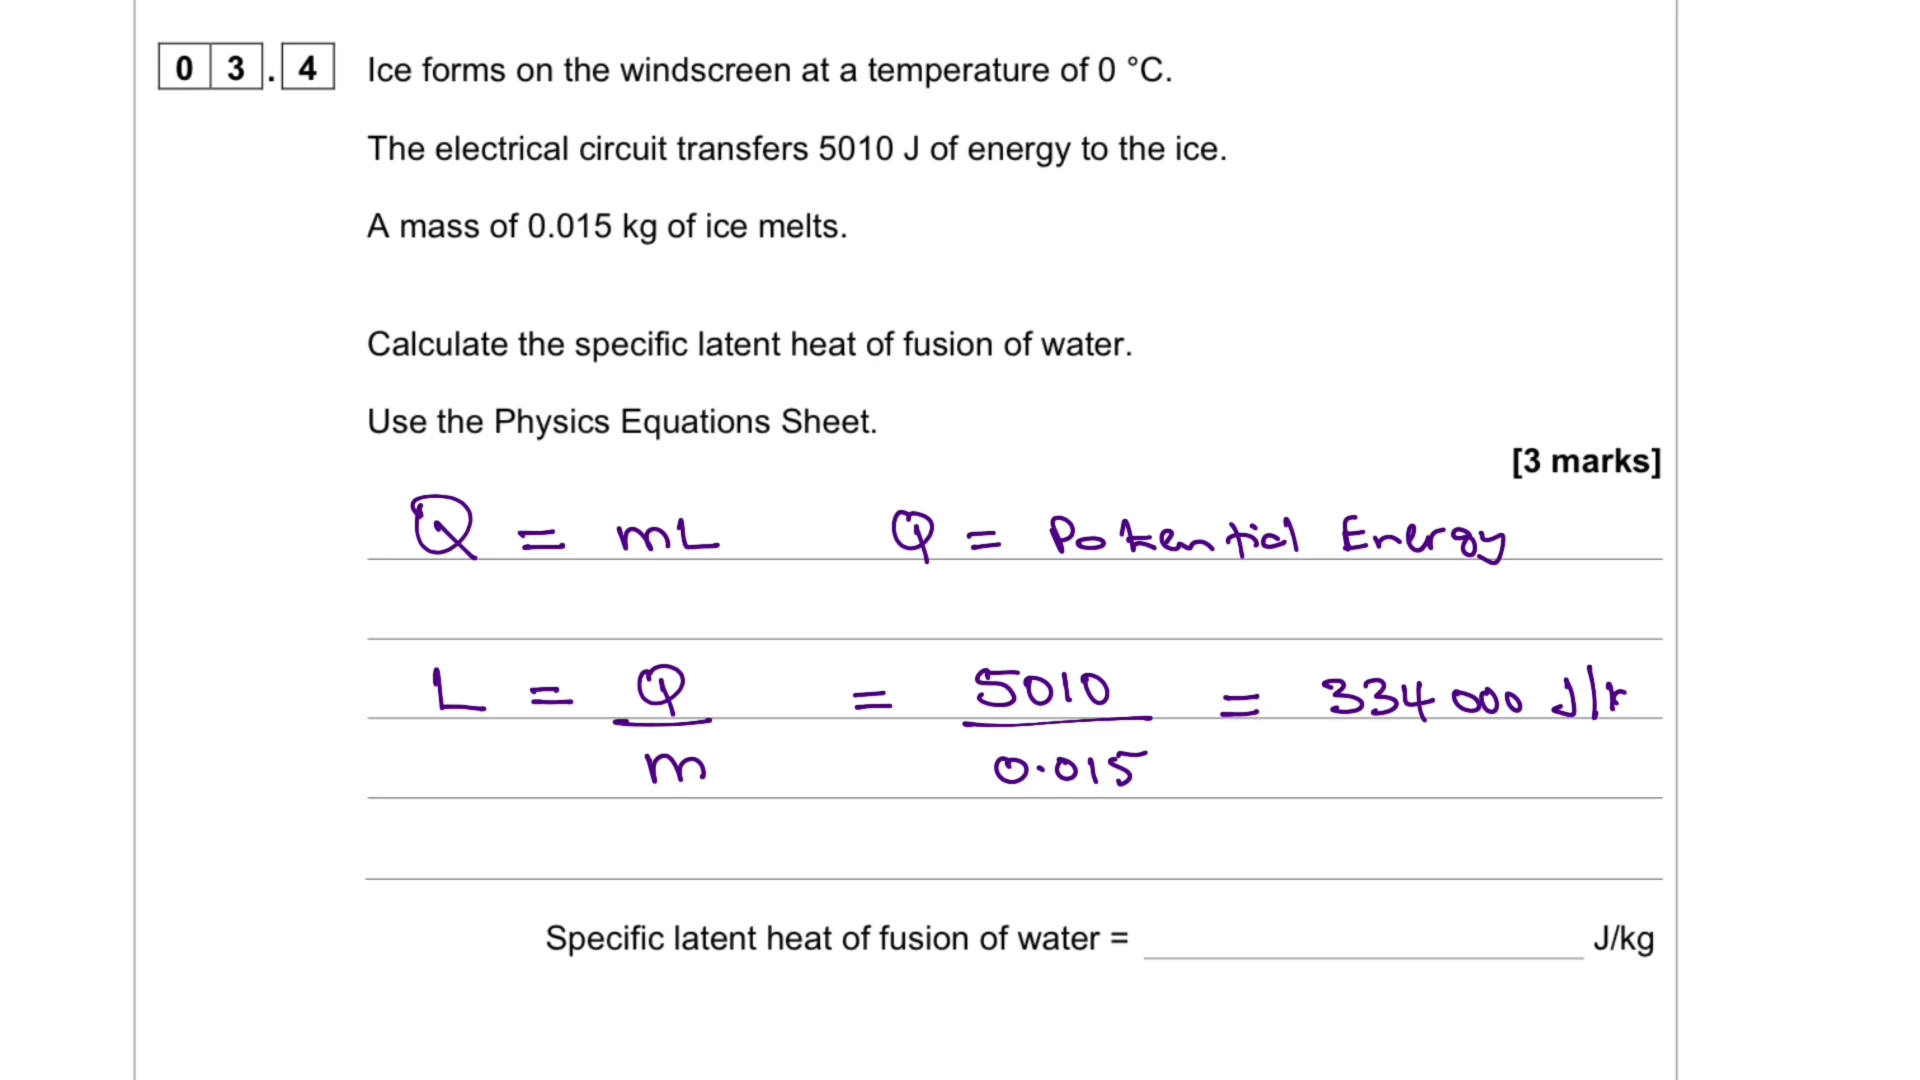 03.4 Ice forms on the windscreen at a temperature of 0 °C.
The electrical circuit transfers 5010 J of energy to the ice.
A mass of 0.015 kg of ice melts.
Calculate the specific latent heat of fusion of water.
Use the Physics Equations Sheet.
[3 marks]
Q = mL Q = Potential Energy
L = Q/m = 5010/0.015 = 334 000 J/k
Specific latent heat of fusion of water = J/kg